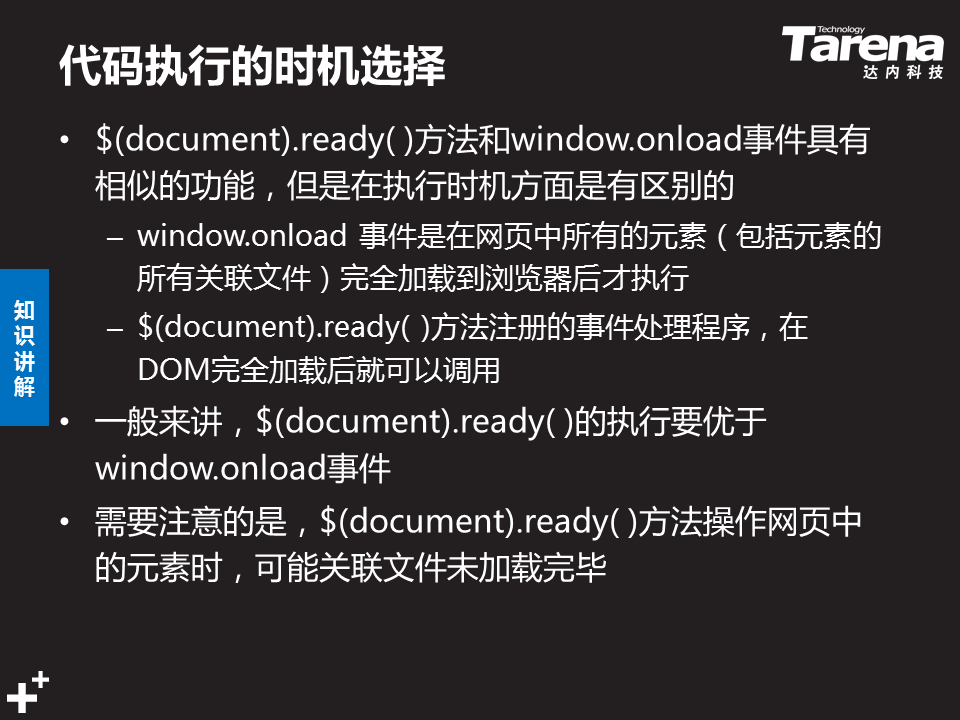 代码执行的时机选择
Technology
Tarena
达内科技
• $(document).ready( )方法和window.onload事件具有
相似的功能，但是在执行时机方面是有区别的
– window.onload 事件是在网页中所有的元素（包括元素的
所有关联文件）完全加载到浏览器后才执行
– $(document).ready( )方法注册的事件处理程序，在
DOM完全加载后就可以调用
• 一般来讲，$(document).ready( )的执行要优于
window.onload事件
• 需要注意的是，$(document).ready( )方法操作网页中
的元素时，可能关联文件未加载完毕
知
识
讲
解